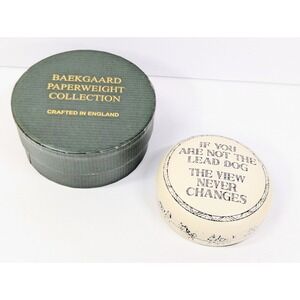 BAEKGAARD
PAPERWEIGHT
COLLECTION
CRAFTED IN ENGLAND
IF YOU
ARE NOT THE
LEAD DOG
THE VIEW
NEVER
CHANGES